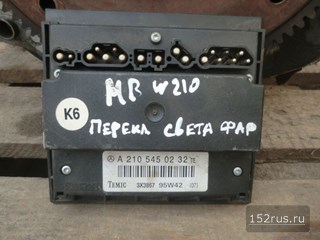 MB W210
K6
ПЕРЕКЛ СВЕТА ФАР
A 210 545 02 32
TEMIC
95W42
152rus.ru